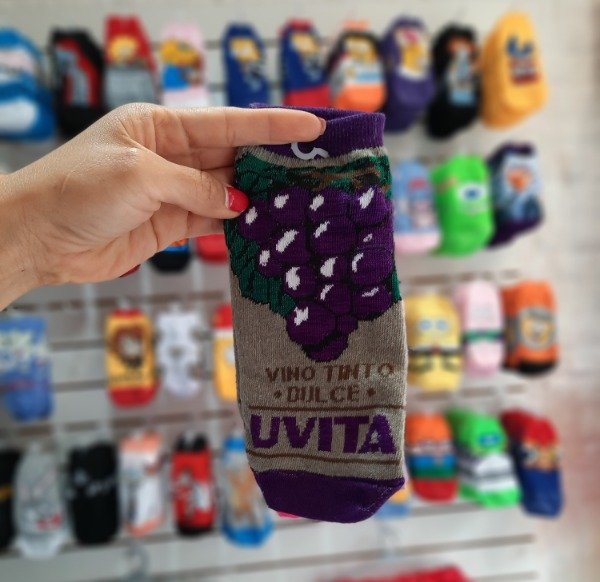 VINO TINTO
• DULCE •
UVITA